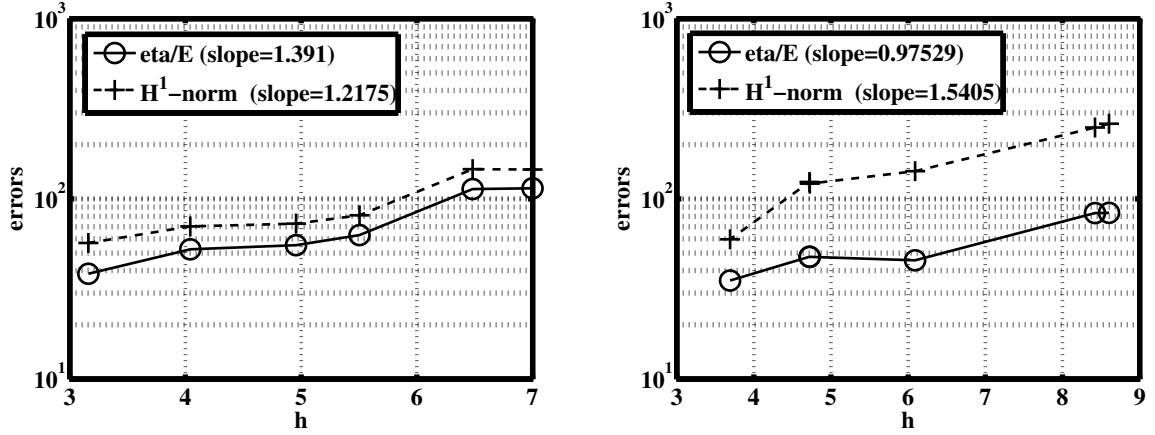 10^3
eta/E (slope=1.391)
H^1−norm (slope=1.2175)
10^2
10^1
errors
3 4 5 6 7
h
10^3
eta/E (slope=0.97529)
H^1−norm (slope=1.5405)
10^2
10^1
errors
3 4 5 6 7 8 9
h